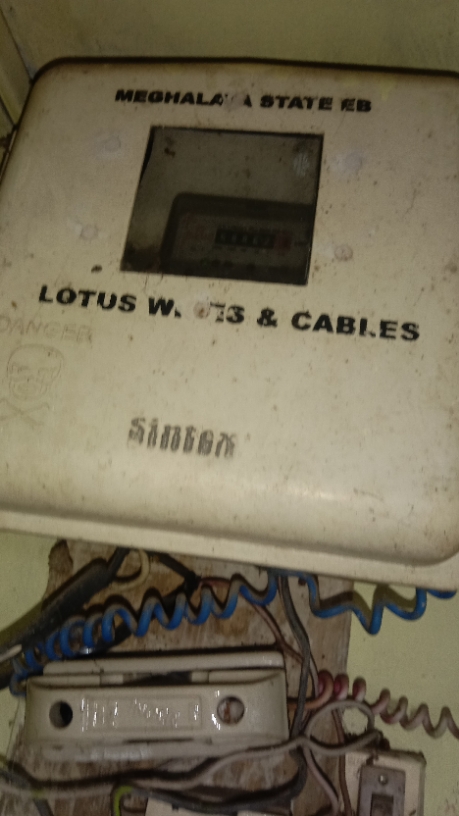 MEGHALAYA STATE EB
LOTUS & CABLES
DANGER
sintex